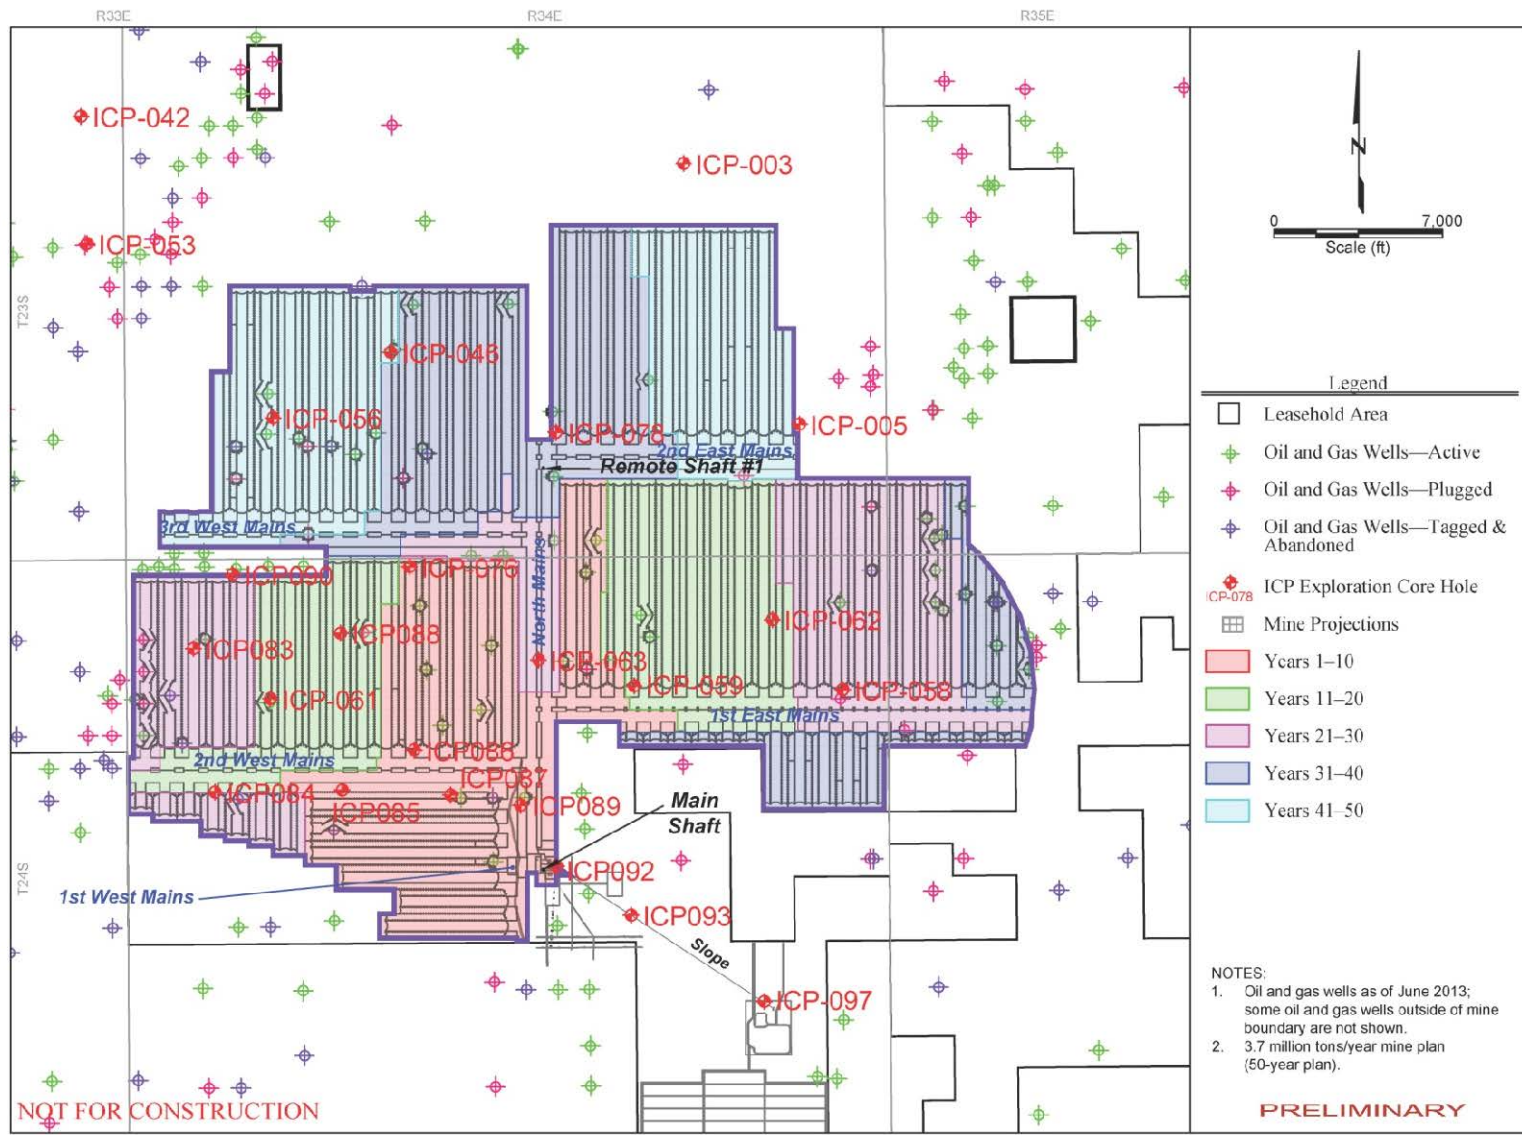 R33E
R34E
R35E
ICP-042
ICP-003
N
0
7,000
Scale (ft)
ICP-053
T23S
ICP-046
Legend
ICP-056
ICP-078
ICP-005
2nd East Mains
Remote Shaft #1
3rd West Mains
North Mains
ICP090
ICP-075
ICP083
ICP088
ICP-062
ICP-063
ICP-061
ICP-059
ICP-058
1st East Mains
2nd West Mains
ICP086
ICP087
ICP084
ICP085
ICP089
Main
Shaft
T24S
1st West Mains
ICP092
ICP093
Slope
ICP-097
Leasehold Area
Oil and Gas Wells—Active
Oil and Gas Wells—Plugged
Oil and Gas Wells—Tagged &
Abandoned
ICP-078
ICP Exploration Core Hole
Mine Projections
Years 1–10
Years 11–20
Years 21–30
Years 31–40
Years 41–50
NOTES:
1. Oil and gas wells as of June 2013;
some oil and gas wells outside of mine
boundary are not shown.
2. 3.7 million tons/year mine plan
(50-year plan).
NOT FOR CONSTRUCTION
PRELIMINARY